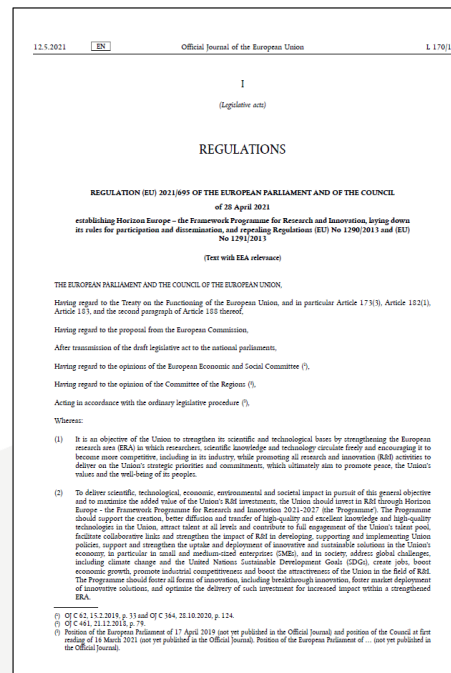 12.5.2021 EN Official Journal of the European Union L 170/1
I
(Legislative acts)
REGULATIONS
REGULATION (EU) 2021/695 OF THE EUROPEAN PARLIAMENT AND OF THE COUNCIL
of 28 April 2021
establishing Horizon Europe – the Framework Programme for Research and Innovation, laying down
its rules for participation and dissemination, and repealing Regulations (EU) No 1290/2013 and (EU)
No 1291/2013
(Text with EEA relevance)
THE EUROPEAN PARLIAMENT AND THE COUNCIL OF THE EUROPEAN UNION,
Having regard to the Treaty on the Functioning of the European Union, and in particular Article 173(3), Article 182(1),
Article 183, and the second paragraph of Article 188 thereof,
Having regard to the proposal from the European Commission,
After transmission of the draft legislative act to the national parliaments,
Having regard to the opinions of the European Economic and Social Committee (¹),
Having regard to the opinion of the Committee of the Regions (²),
Acting in accordance with the ordinary legislative procedure (³),
Whereas:
(1) It is an objective of the Union to strengthen its scientific and technological bases by strengthening the European
research area (ERA) in which researchers, scientific knowledge and technology circulate freely and encouraging it to
become more competitive, including in its industry, while promoting all research and innovation (R&I) activities to
deliver on the Union's strategic priorities and commitments, which ultimately aim to promote peace, the Union's
values and the well-being of its peoples.
(2) To deliver scientific, technological, economic, environmental and societal impact in pursuit of this general objective
and to maximise the added value of the Union's R&I investments, the Union should invest in R&I through Horizon
Europe - the Framework Programme for Research and Innovation 2021-2027 (the 'Programme'). The Programme
should support the creation, better diffusion and transfer of high-quality and excellent knowledge and high-quality
technologies in the Union, attract talent at all levels and contribute to full engagement of the Union's talent pool,
facilitate collaborative links and strengthen the impact of R&I in developing, supporting and implementing Union
policies, support and strengthen the uptake and deployment of innovative and sustainable solutions in the Union's
economy, in particular in small and medium-sized enterprises (SMEs), and in society, address global challenges,
including climate change and the United Nations Sustainable Development Goals (SDGs), create jobs, boost
economic growth, promote industrial competitiveness and boost the attractiveness of the Union in the field of R&I.
The Programme should foster all forms of innovation, including breakthrough innovation, foster market deployment
of innovative solutions, and optimise the delivery of such investment for increased impact within a strengthened
ERA.
(¹) OJ C 62, 15.2.2019, p. 33 and OJ C 364, 28.10.2020, p. 124.
(²) OJ C 461, 21.12.2018, p. 79.
(³) Position of the European Parliament of 17 April 2019 (not yet published in the Official Journal) and position of the Council at first
reading of 16 March 2021 (not yet published in the Official Journal). Position of the European Parliament of … (not yet published in
the Official Journal).